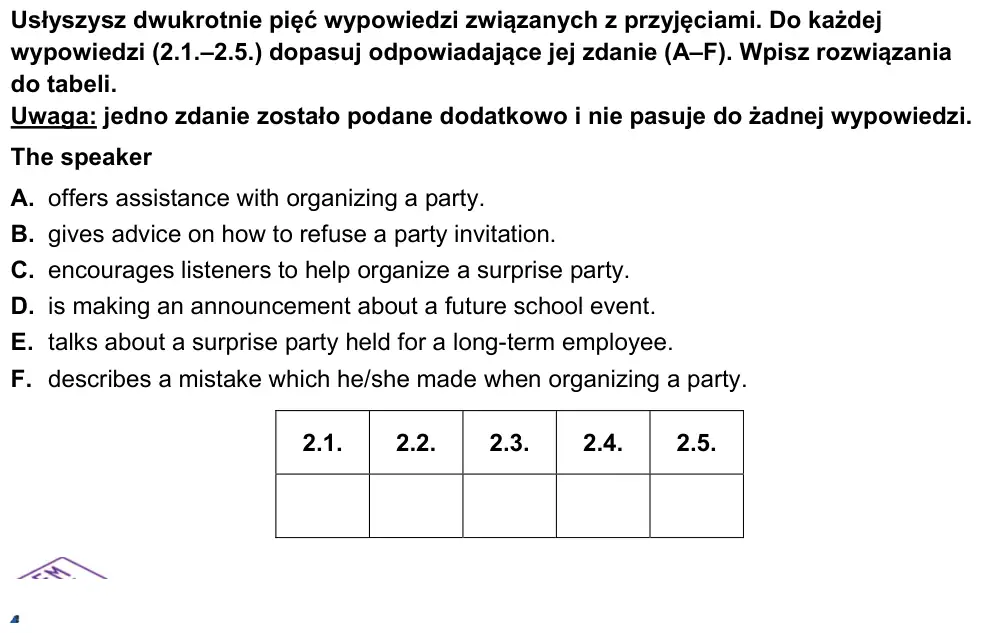 Usłyszysz dwukrotnie pięć wypowiedzi związanych z przyjęciami. Do każdej
wypowiedzi (2.1.–2.5.) dopasuj odpowiadające jej zdanie (A–F). Wpisz rozwiązania
do tabeli.
Uwaga: jedno zdanie zostało podane dodatkowo i nie pasuje do żadnej wypowiedzi.
The speaker
A. offers assistance with organizing a party.
B. gives advice on how to refuse a party invitation.
C. encourages listeners to help organize a surprise party.
D. is making an announcement about a future school event.
E. talks about a surprise party held for a long-term employee.
F. describes a mistake which he/she made when organizing a party.
2.1. 2.2. 2.3. 2.4. 2.5.